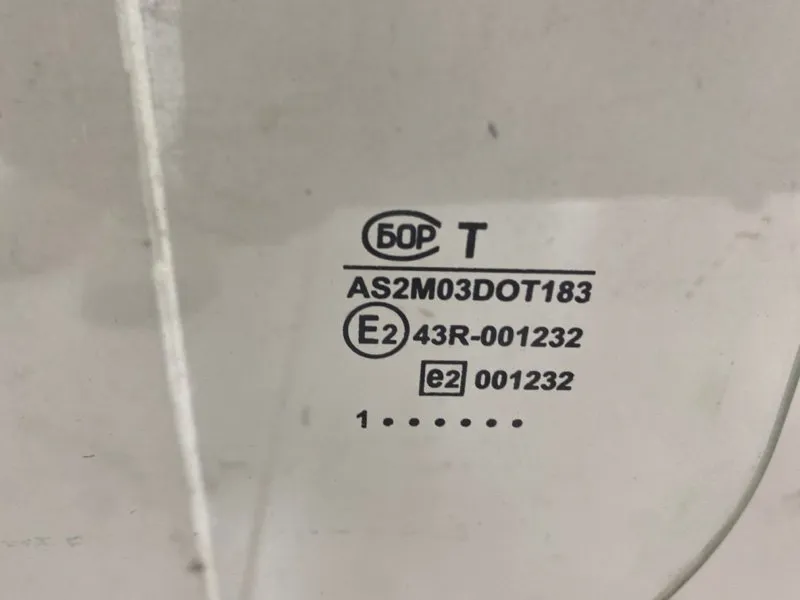 БОР T
AS2M03DOT183
E2 43R-001232
e2 001232
1 • • • • • •